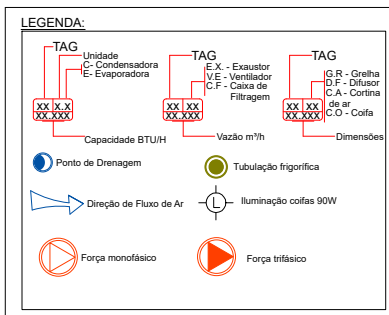 LEGENDA:
TAG
Unidade
C- Condensadora
E- Evaporadora
XX X.X
XX.XXX
Capacidade BTU/H
TAG
E.X. - Exaustor
V.E - Ventilador
C.F - Caixa de
Filtragem
XX XX
XX.XXX
Vazão m³/h
TAG
G.R - Grelha
D.F - Difusor
C.A - Cortina
de ar
C.O - Coifa
XX XX
XX.XXX
Dimensões
Ponto de Drenagem
Tubulação frigorífica
Direção de Fluxo de Ar
L
Iluminação coifas 90W
Força monofásico
Força trifásico